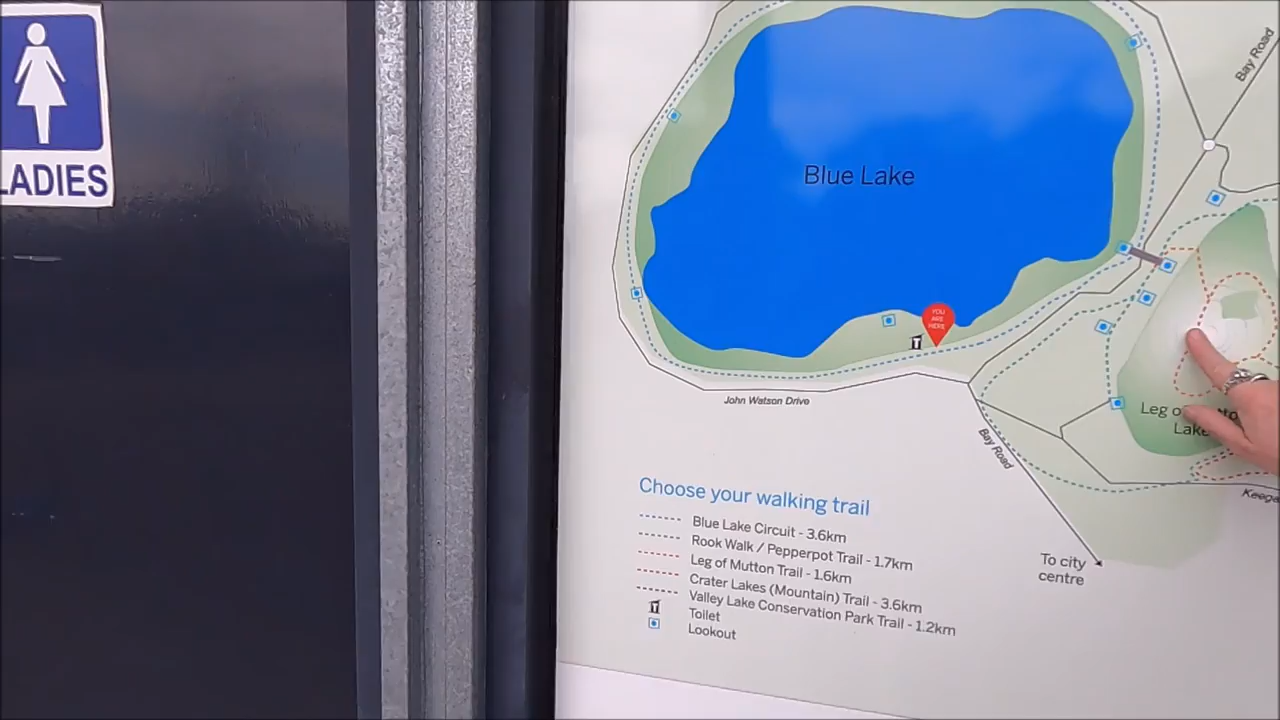 LADIES
Bay Road
Blue Lake
YOU
ARE
HERE
John Watson Drive
Bay Road
Leg
Lake
To city
centre
Choose your walking trail
Blue Lake Circuit - 3.6km
Rook Walk / Pepperpot Trail - 1.7km
Leg of Mutton Trail - 1.6km
Crater Lakes (Mountain) Trail - 3.6km
Valley Lake Conservation Park Trail - 1.2km
Toilet
Lookout